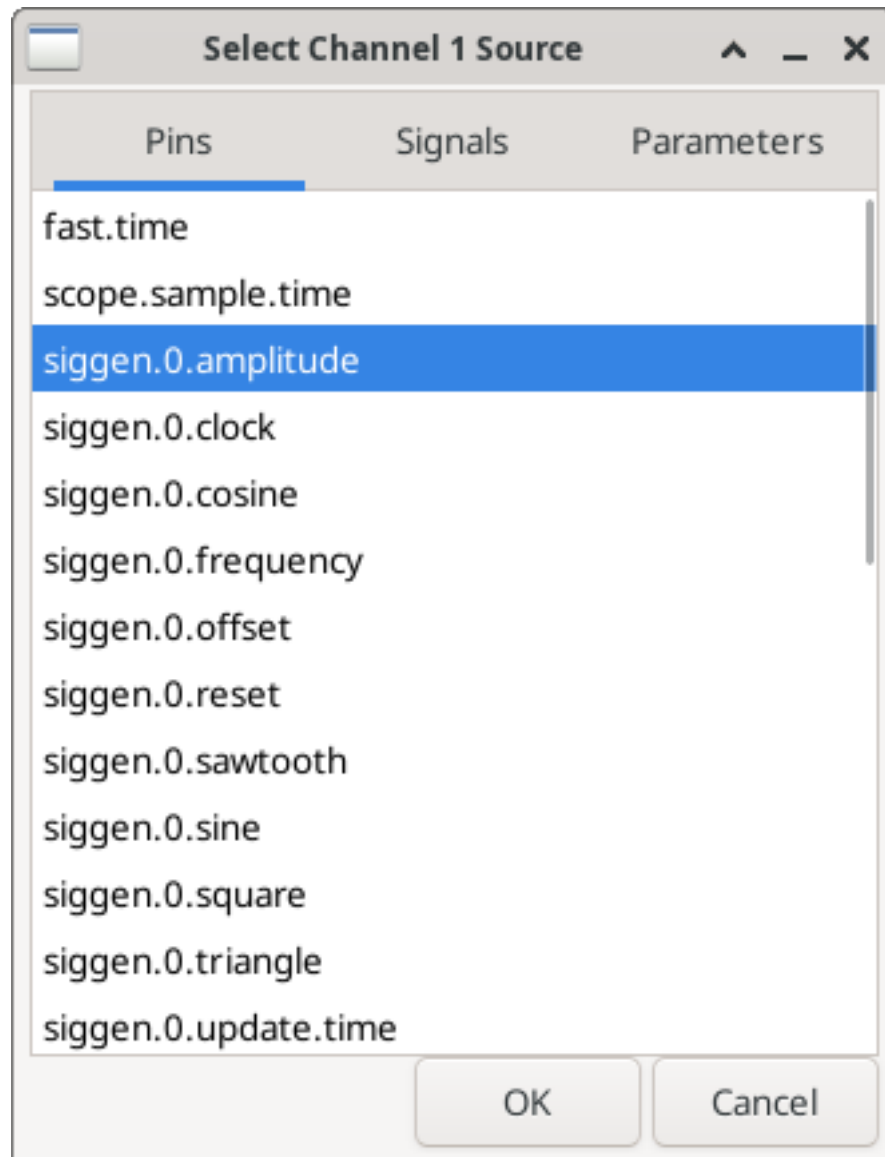 Select Channel 1 Source
Pins Signals Parameters
fast.time
scope.sample.time
siggen.0.amplitude
siggen.0.clock
siggen.0.cosine
siggen.0.frequency
siggen.0.offset
siggen.0.reset
siggen.0.sawtooth
siggen.0.sine
siggen.0.square
siggen.0.triangle
siggen.0.update.time
OK Cancel